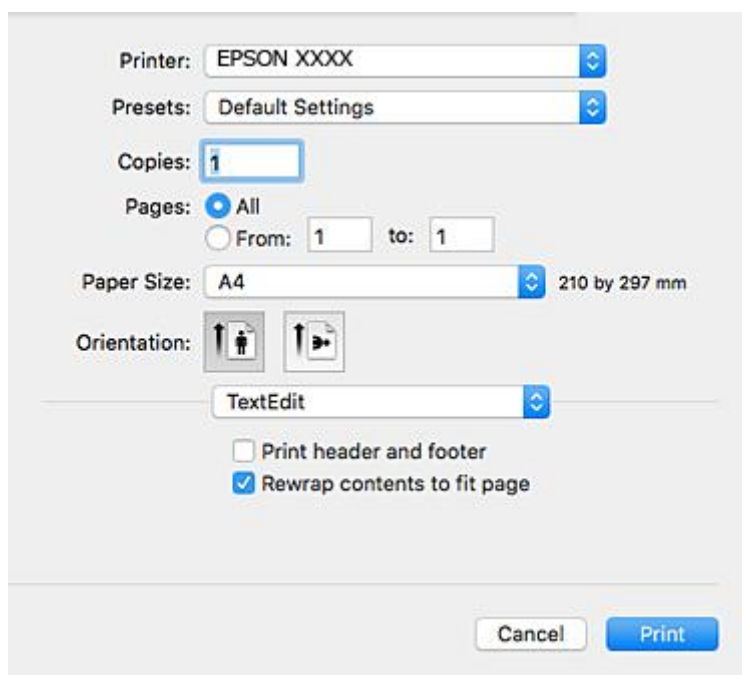 Printer: EPSON XXXX
Presets: Default Settings
Copies: 1
Pages: All
From: 1 to: 1
Paper Size: A4 210 by 297 mm
Orientation:
TextEdit
Print header and footer
Rewrap contents to fit page
Cancel Print